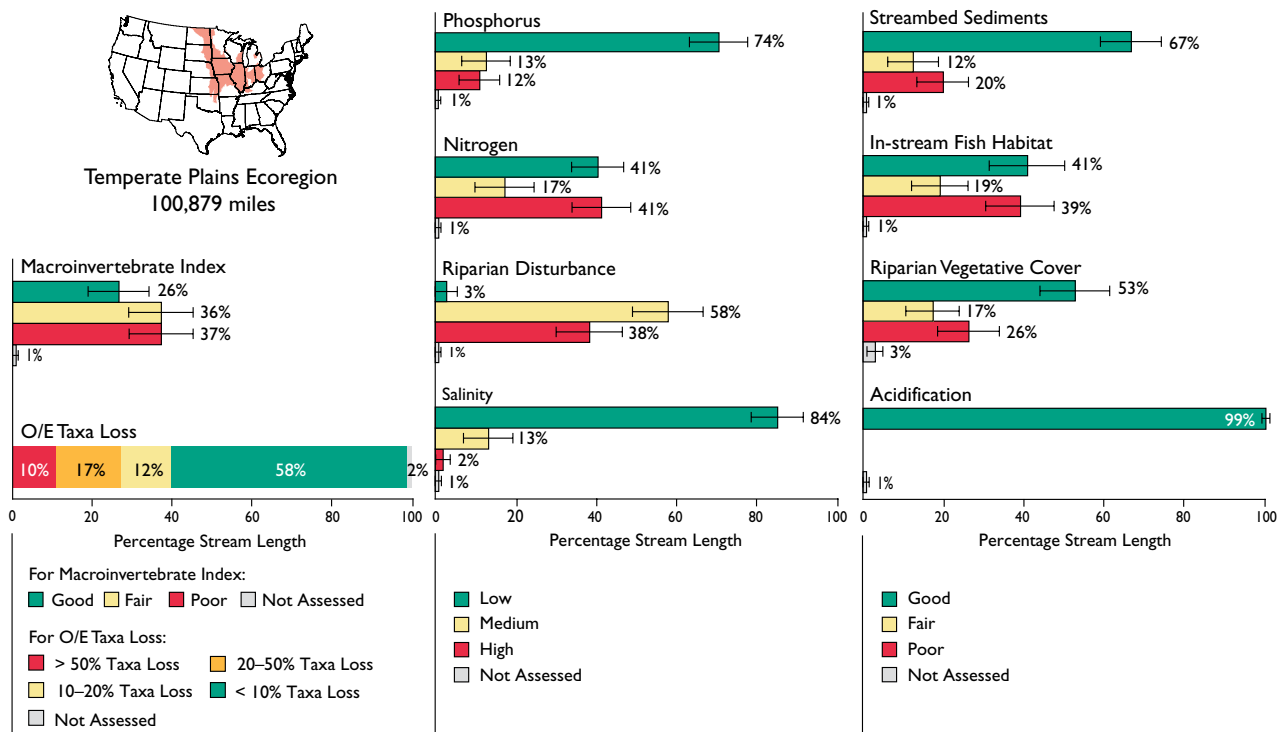 Temperate Plains Ecoregion
100,879 miles
Macroinvertebrate Index
26%
36%
37%
1%
O/E Taxa Loss
10% 17% 12% 58% 2%
0 20 40 60 80 100
Percentage Stream Length
For Macroinvertebrate Index:
Good Fair Poor Not Assessed
For O/E Taxa Loss:
> 50% Taxa Loss 20–50% Taxa Loss
10–20% Taxa Loss < 10% Taxa Loss
Not Assessed
Phosphorus
74%
13%
12%
1%
Nitrogen
41%
17%
41%
1%
Riparian Disturbance
3%
58%
38%
1%
Salinity
84%
13%
2%
1%
0 20 40 60 80 100
Percentage Stream Length
Low
Medium
High
Not Assessed
Streambed Sediments
67%
12%
20%
1%
In-stream Fish Habitat
41%
19%
39%
1%
Riparian Vegetative Cover
53%
17%
26%
3%
Acidification
99%
1%
0 20 40 60 80 100
Percentage Stream Length
Good
Fair
Poor
Not Assessed